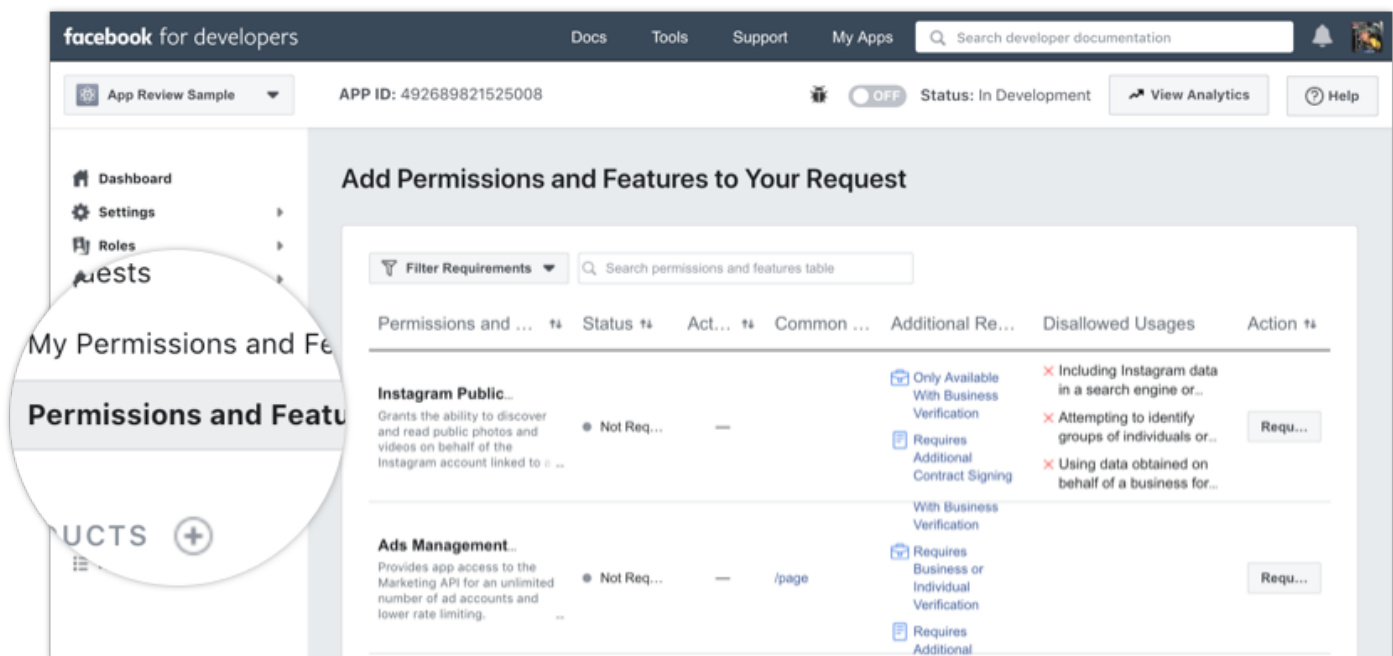 facebook for developers
Docs
Tools
Support
My Apps
Search developer documentation
App Review Sample
APP ID: 492689821525008
OFF
Status: In Development
View Analytics
Help
Dashboard
Settings
Roles
My Permissions and Fe
Permissions and Featu
UCTS
Add Permissions and Features to Your Request
Filter Requirements
Search permissions and features table
Permissions and ...
Status
Act...
Common ...
Additional Re...
Disallowed Usages
Action
Instagram Public...
Grants the ability to discover
and read public photos and
videos on behalf of the
Instagram account linked to a ...
Not Req...
—
Only Available
With Business
Verification
Requires
Additional
Contract Signing
Including Instagram data
in a search engine or...
Attempting to identify
groups of individuals or...
Using data obtained on
behalf of a business for...
Requ...
Ads Management...
Provides app access to the
Marketing API for an unlimited
number of ad accounts and
lower rate limiting. ...
Not Req...
—
/page
With Business
Verification
Requires
Business or
Individual
Verification
Requires
Additional
Requ...